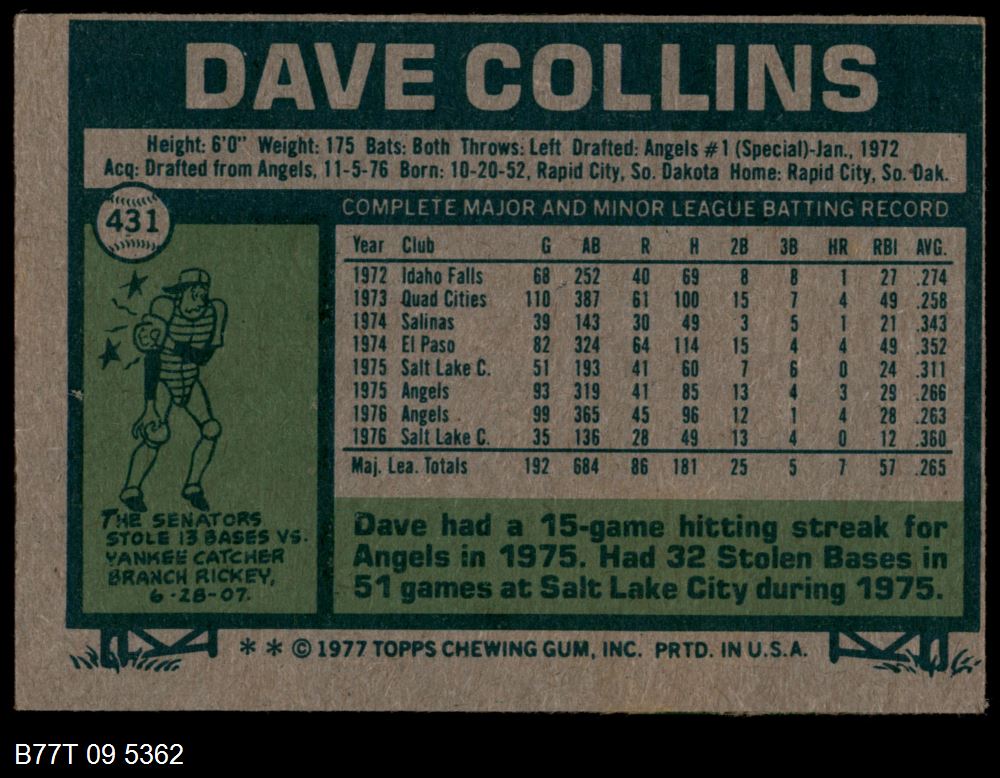 DAVE COLLINS
Height: 6'0" Weight: 175 Bats: Both Throws: Left Drafted: Angels #1 (Special)-Jan., 1972
Acq: Drafted from Angels, 11-5-76 Born: 10-20-52, Rapid City, So. Dakota Home: Rapid City, So. Dak.
431
COMPLETE MAJOR AND MINOR LEAGUE BATTING RECORD
Year Club G AB R H 2B 3B HR RBI AVG.
1972 Idaho Falls 68 252 40 69 8 8 1 27 .274
1973 Quad Cities 110 387 61 100 15 7 4 49 .258
1974 Salinas 39 143 30 49 3 5 1 21 .343
1974 El Paso 82 324 64 114 15 4 4 49 .352
1975 Salt Lake C. 51 193 41 60 7 6 0 24 .311
1975 Angels 93 319 41 85 13 4 3 29 .266
1976 Angels 99 365 45 96 12 1 4 28 .263
1976 Salt Lake C. 35 136 28 49 13 4 0 12 .360
Maj. Lea. Totals 192 684 86 181 25 5 7 57 .265
THE SENATORS
STOLE 13 BASES VS.
YANKEE CATCHER
BRANCH RICKEY,
6-28-07.
Dave had a 15-game hitting streak for
Angels in 1975. Had 32 Stolen Bases in
51 games at Salt Lake City during 1975.
* * © 1977 TOPPS CHEWING GUM, INC. PRTD. IN U.S.A.
B77T 09 5362